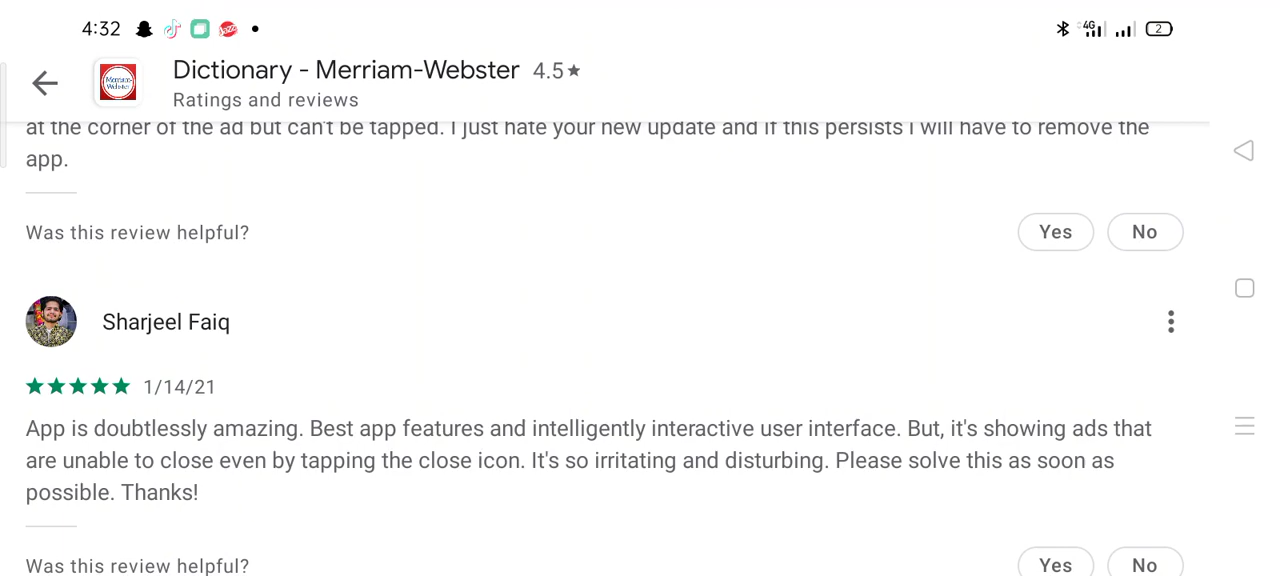 4:32
4G
2
Dictionary - Merriam-Webster 4.5★
Merriam-
Webster
Ratings and reviews
at the corner of the ad but can't be tapped. I just hate your new update and if this persists I will have to remove the
app.
Was this review helpful?
Yes
No
Sharjeel Faiq
1/14/21
App is doubtlessly amazing. Best app features and intelligently interactive user interface. But, it's showing ads that
are unable to close even by tapping the close icon. It's so irritating and disturbing. Please solve this as soon as
possible. Thanks!
Was this review helpful?
Yes
No